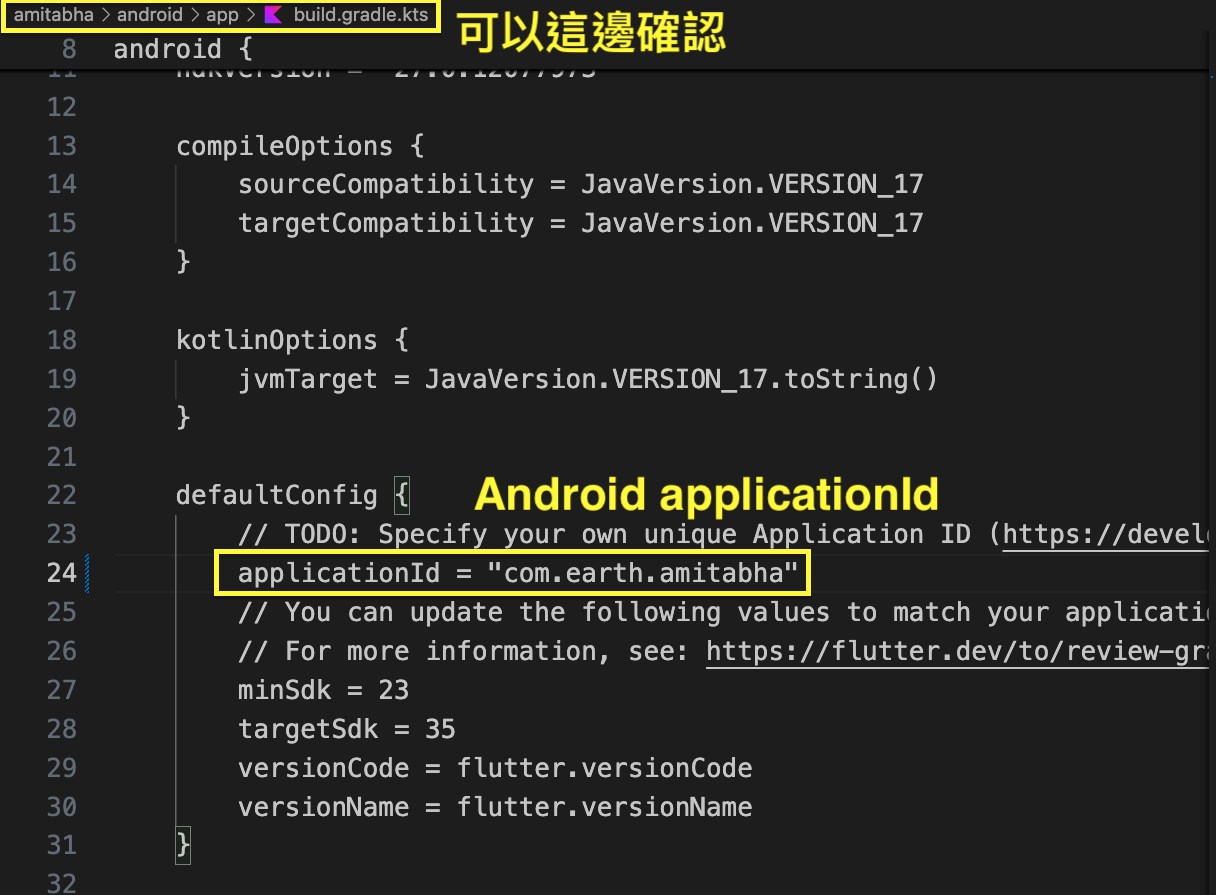 amitabha > android > app > build.gradle.kts
可以這邊確認
8 android {
11 ndkVersion = "27.0.12077973"
12
13 compileOptions {
14 sourceCompatibility = JavaVersion.VERSION_17
15 targetCompatibility = JavaVersion.VERSION_17
16 }
17
18 kotlinOptions {
19 jvmTarget = JavaVersion.VERSION_17.toString()
20 }
21
22 defaultConfig {
Android applicationId
23 // TODO: Specify your own unique Application ID (https://develo
24 applicationId = "com.earth.amitabha"
25 // You can update the following values to match your applicatio
26 // For more information, see: https://flutter.dev/to/review-gra
27 minSdk = 23
28 targetSdk = 35
29 versionCode = flutter.versionCode
30 versionName = flutter.versionName
31 }
32